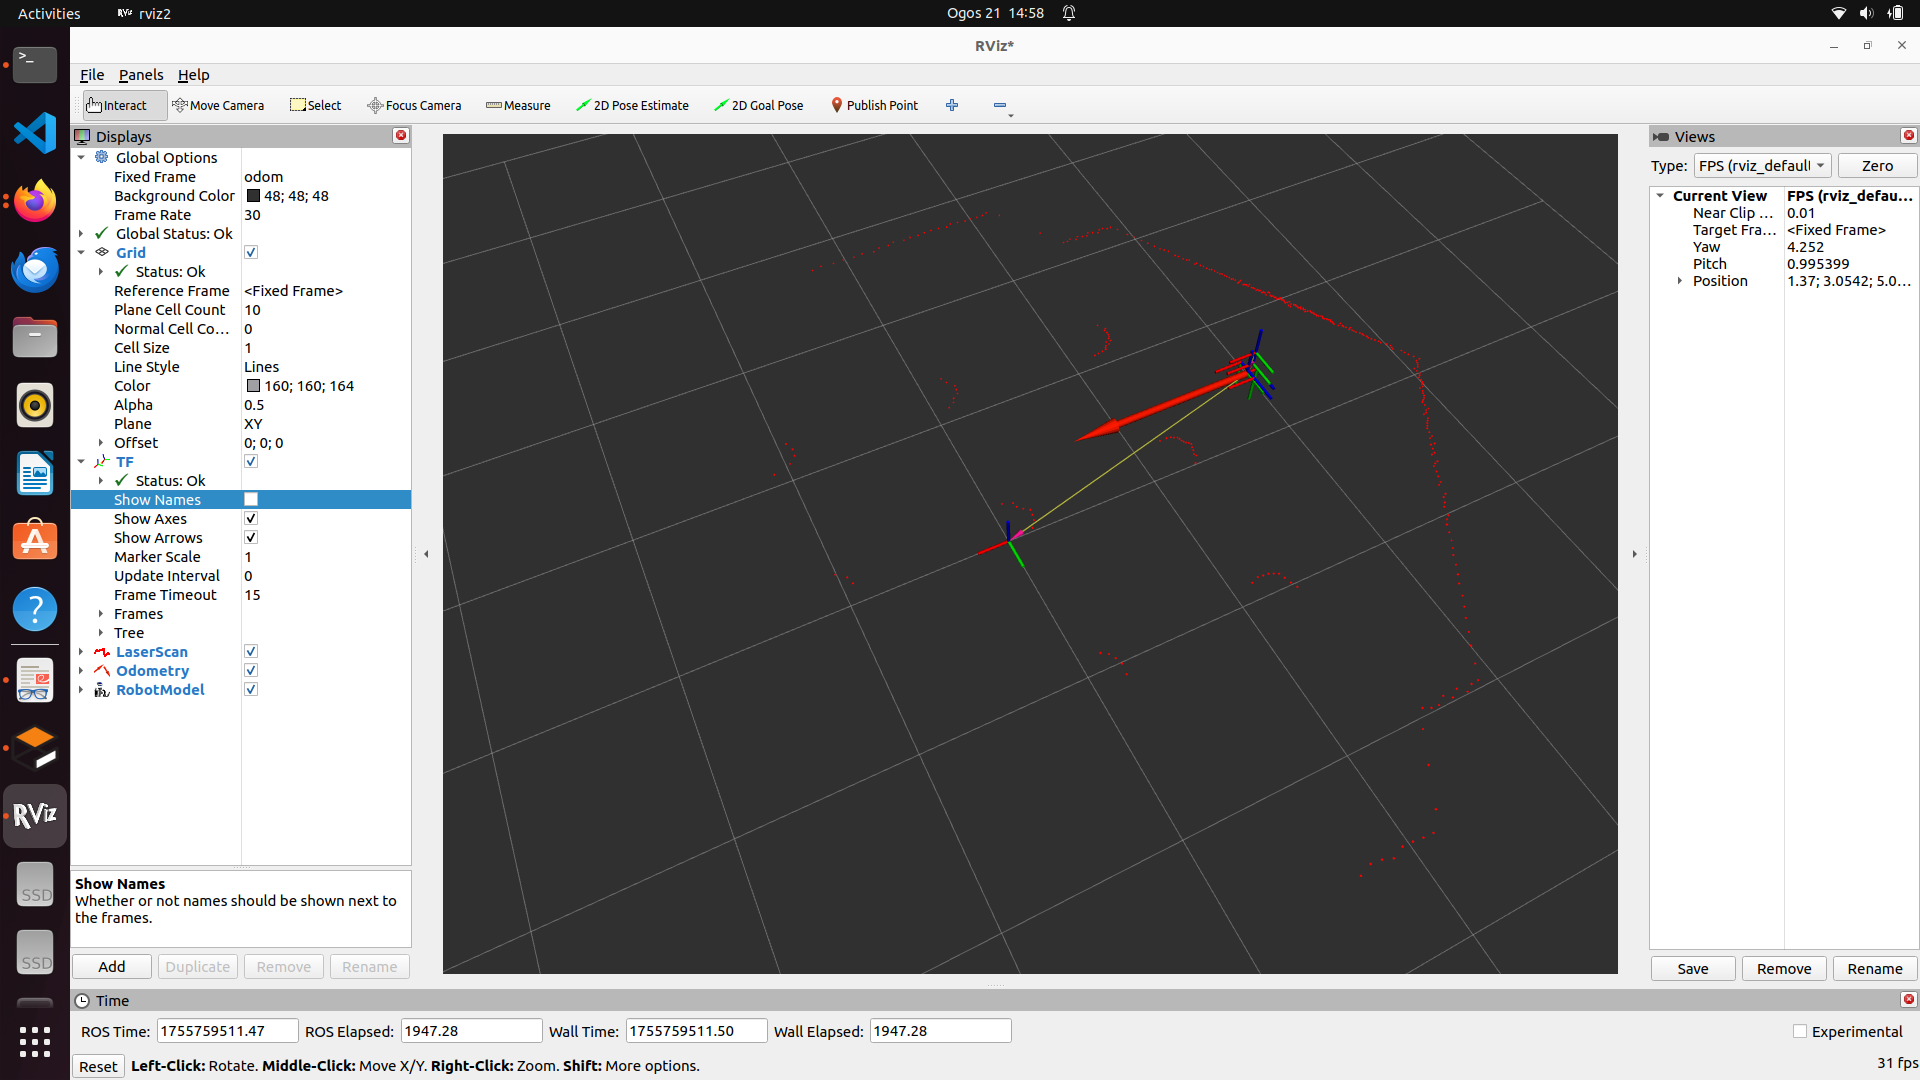 Activities
RViz rviz2
Ogos 21 14:58
RViz*
File Panels Help
Interact Move Camera Select Focus Camera Measure 2D Pose Estimate 2D Goal Pose Publish Point
Displays
Global Options
Fixed Frame odom
Background Color 48; 48; 48
Frame Rate 30
Global Status: Ok
Grid
Status: Ok
Reference Frame <Fixed Frame>
Plane Cell Count 10
Normal Cell Co... 0
Cell Size 1
Line Style Lines
Color 160; 160; 164
Alpha 0.5
Plane XY
Offset 0; 0; 0
TF
Status: Ok
Show Names
Show Axes
Show Arrows
Marker Scale 1
Update Interval 0
Frame Timeout 15
Frames
Tree
LaserScan
Odometry
RobotModel
Show Names
Whether or not names should be shown next to
the frames.
Add Duplicate Remove Rename
Views
Type: FPS (rviz_default Zero
Current View FPS (rviz_defau...
Near Clip ... 0.01
Target Fra... <Fixed Frame>
Yaw 4.252
Pitch 0.995399
Position 1.37; 3.0542; 5.0...
Save Remove Rename
RViz
SSD
SSD
Time
ROS Time: 1755759511.47 ROS Elapsed: 1947.28 Wall Time: 1755759511.50 Wall Elapsed: 1947.28 Experimental
Reset Left-Click: Rotate. Middle-Click: Move X/Y. Right-Click: Zoom. Shift: More options. 31 fps